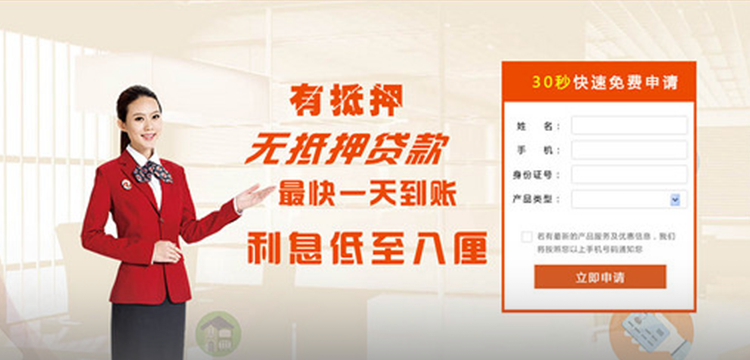 有抵押
无抵押贷款
最快一天到账
利息低至八厘
30秒快速免费申请
姓 名：
手 机：
身份证号：
产品类型：
若有最新的产品服务及优惠信息，我们
将按照您以上手机号码通知您
立即申请